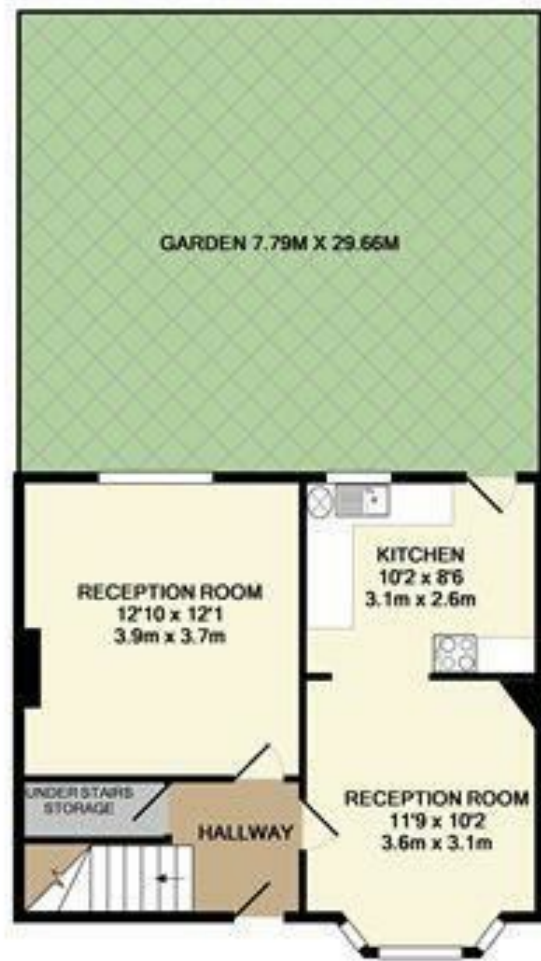 GARDEN 7.79M X 29.66M
KITCHEN
10'2 x 8'6
3.1m x 2.6m
RECEPTION ROOM
12'10 x 12'1
3.9m x 3.7m
UNDER STAIRS
STORAGE
HALLWAY
RECEPTION ROOM
11'9 x 10'2
3.6m x 3.1m